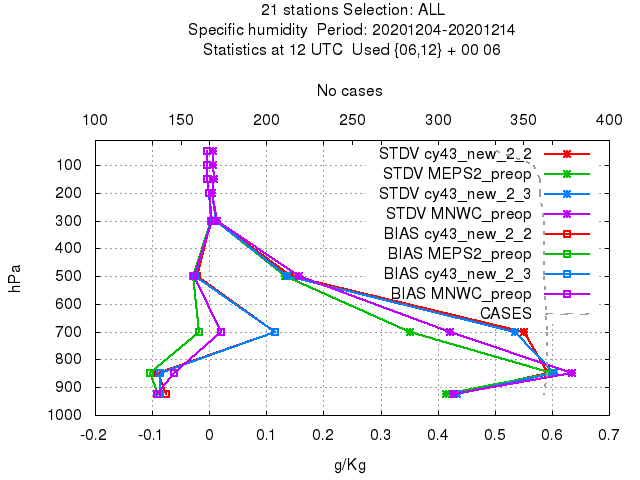 21 stations Selection: ALL
Specific humidity  Period: 20201204-20201214
Statistics at 12 UTC  Used {06,12} + 00 06
No cases
100 150 200 250 300 350 400
STDV cy43_new_2_2
100 STDV MEPS2_preop
STDV cy43_new_2_3
200 STDV MNWC_preop
300 BIAS cy43_new_2_2
400 BIAS MEPS2_preop
500 BIAS cy43_new_2_3
600 BIAS MNWC_preop
CASES
700
800
900
1000
hPa
-0.2 -0.1 0 0.1 0.2 0.3 0.4 0.5 0.6 0.7
g/Kg